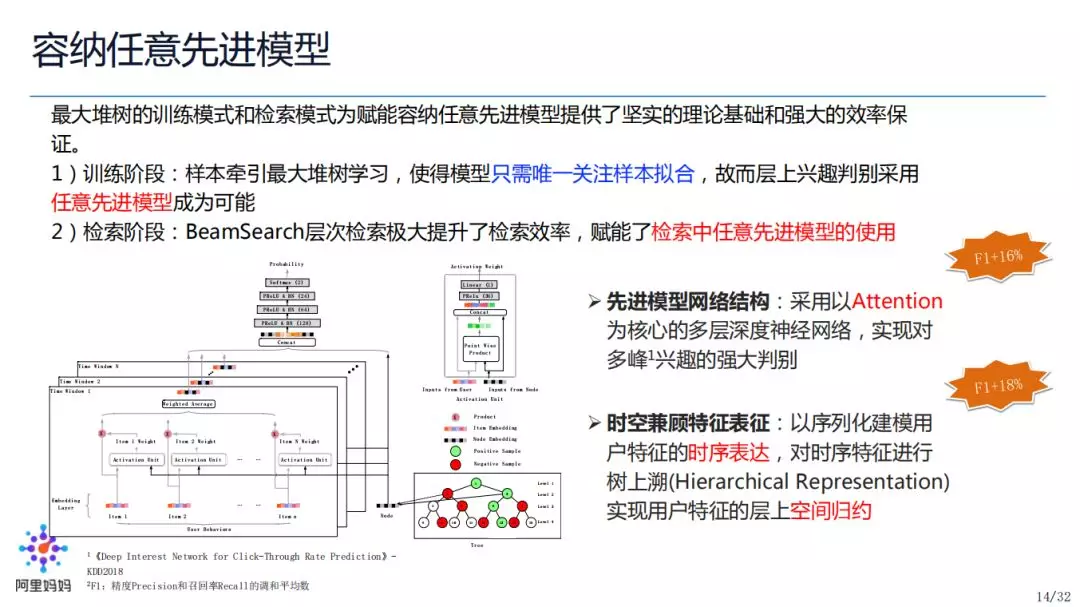 容纳任意先进模型
最大堆树的训练模式和检索模式为赋能容纳任意先进模型提供了坚实的理论基础和强大的效率保
证。
1）训练阶段：样本牵引最大堆树学习，使得模型只需唯一关注样本拟合，故而层上兴趣判别采用
任意先进模型成为可能
2）检索阶段：BeamSearch层次检索极大提升了检索效率，赋能了检索中任意先进模型的使用
Probability
Softmax (2)
PReLU & BN (24)
PReLU & BN (64)
PReLU & BN (128)
Concat
Time Window N
Time Window 2
Time Window 1
Weighted Average
Item 1 Weight
Item 2 Weight
Item N Weight
Activation Unit
Activation Unit
Activation Unit
Embedding
Layer
Item 1
Item 2
Item n
User Behaviors
Node
Activation Weight
Linear (1)
PRelu (36)
Concat
Point Wise
Product
Inputs from User
Inputs from Node
Activation Unit
Product
Item Embedding
Node Embedding
Positive Sample
Negative Sample
Level 1
Level 2
Level 3
Level 4
Tree
F1+16%
➢ 先进模型网络结构：采用以Attention
为核心的多层深度神经网络，实现对
多峰¹兴趣的强大判别
F1+18%
➢ 时空兼顾特征表征：以序列化建模用
户特征的时序表达，对时序特征进行
树上溯(Hierarchical Representation)
实现用户特征的层上空间归约
阿里妈妈
¹《Deep Interest Network for Click-Through Rate Prediction》-
KDD2018
²F1：精度Precision和召回率Recall的调和平均数
14/32